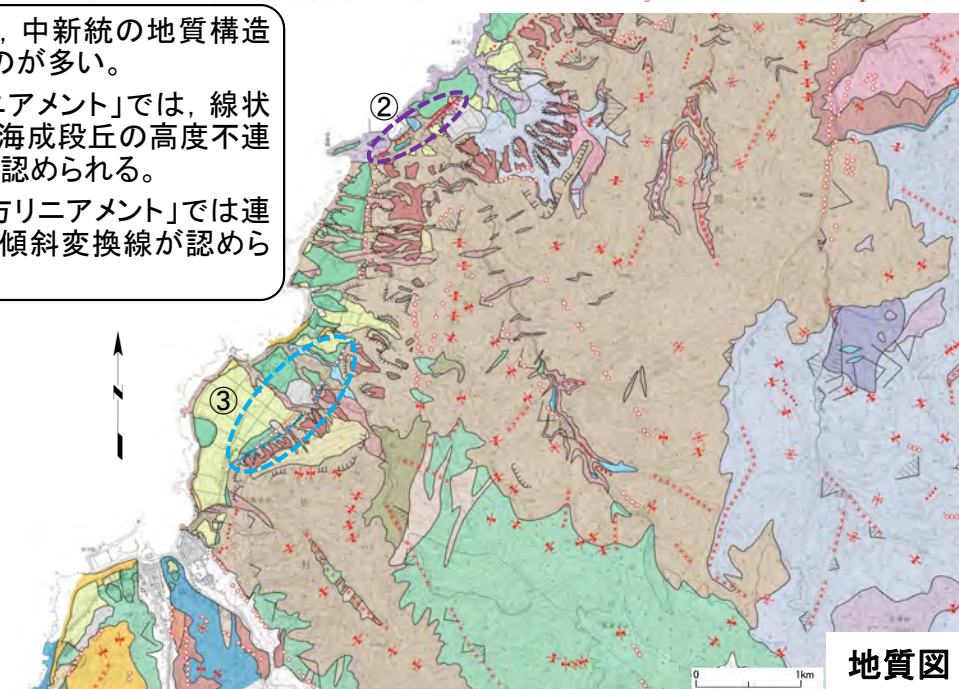 ，中新統の地質構造
のが多い。
ニアメント」では，線状
海成段丘の高度不連
認められる。
方リニアメント」では連
傾斜変換線が認めら
②
③
0 1km
地質図